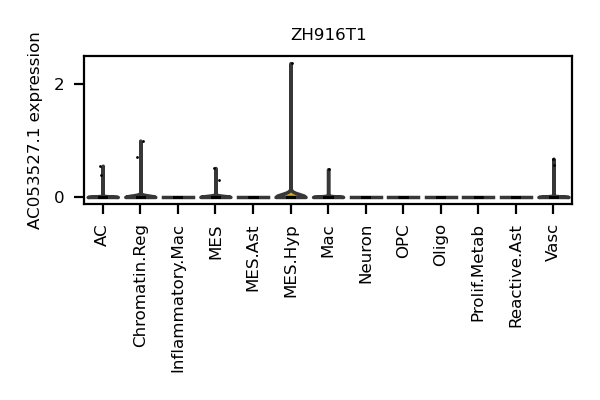 ZH916T1
AC053527.1 expression
2
0
AC
Chromatin.Reg
Inflammatory.Mac
MES
MES.Ast
MES.Hyp
Mac
Neuron
OPC
Oligo
Prolif.Metab
Reactive.Ast
Vasc